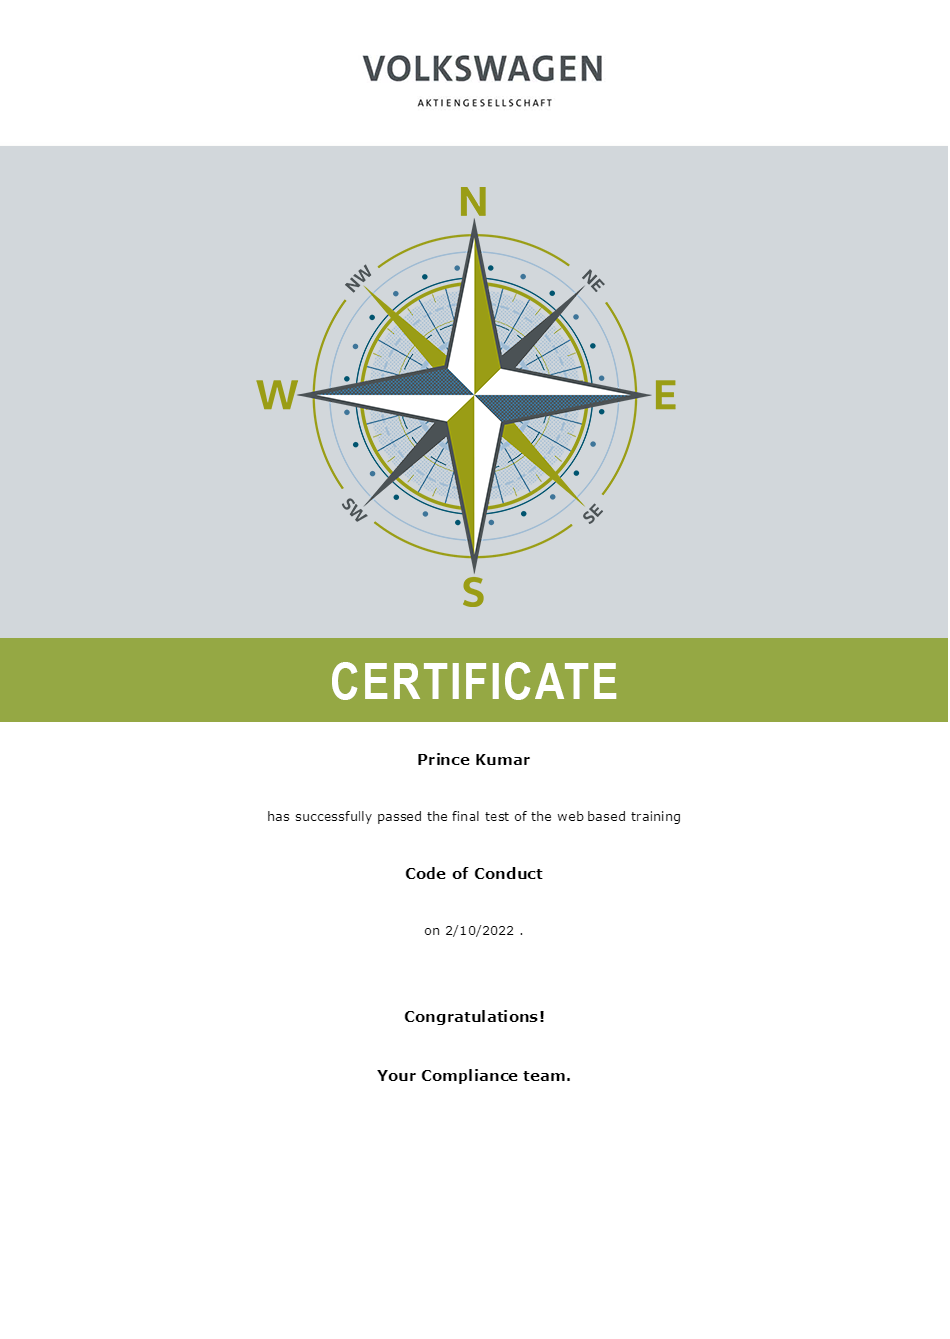 VOLKSWAGEN
AKTIENGESELLSCHAFT
N
NW
NE
W
E
SW
SE
S
CERTIFICATE
Prince Kumar
has successfully passed the final test of the web based training
Code of Conduct
on 2/10/2022 .
Congratulations!
Your Compliance team.